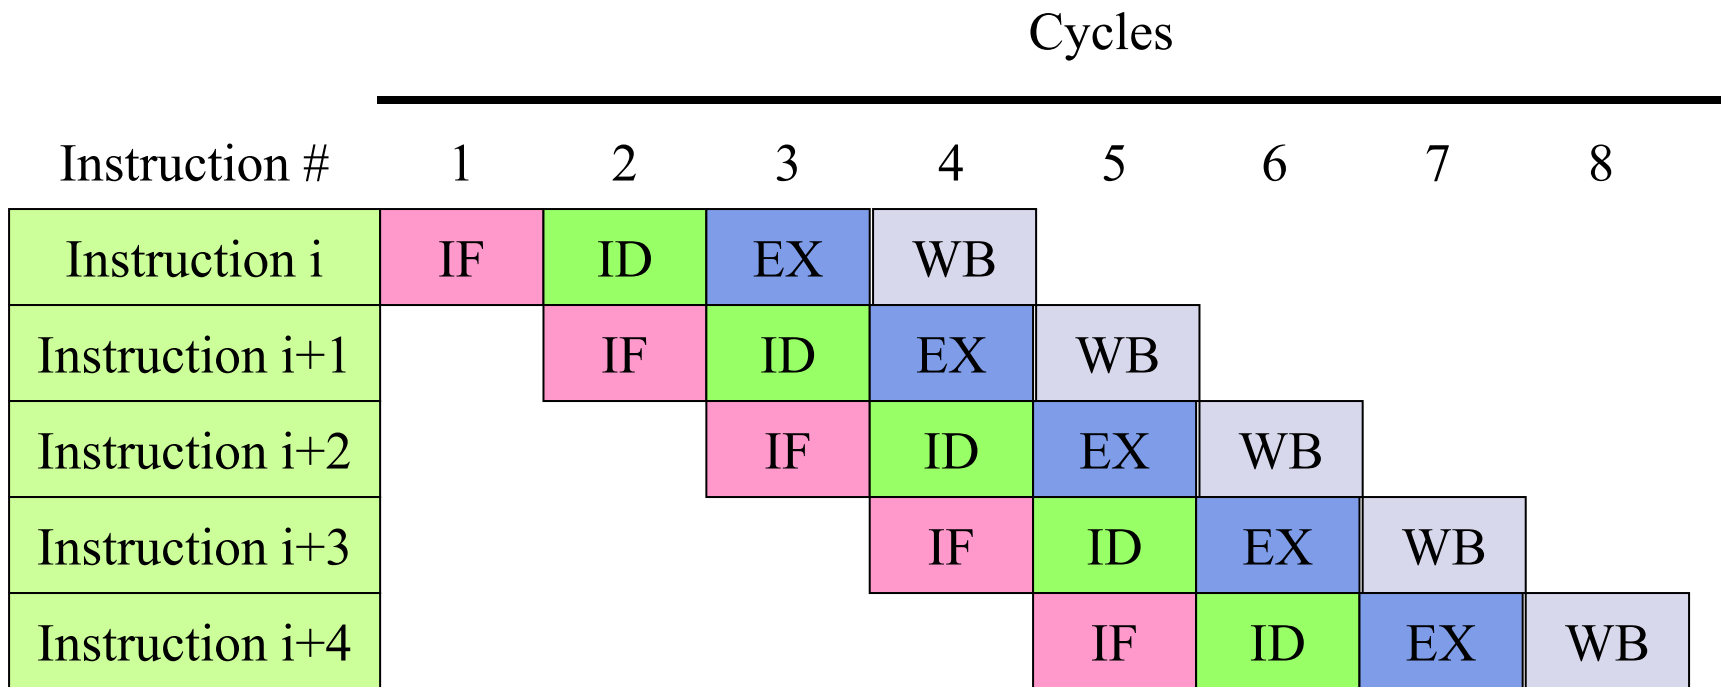 Cycles
Instruction # 1 2 3 4 5 6 7 8
Instruction i IF ID EX WB
Instruction i+1 IF ID EX WB
Instruction i+2 IF ID EX WB
Instruction i+3 IF ID EX WB
Instruction i+4 IF ID EX WB